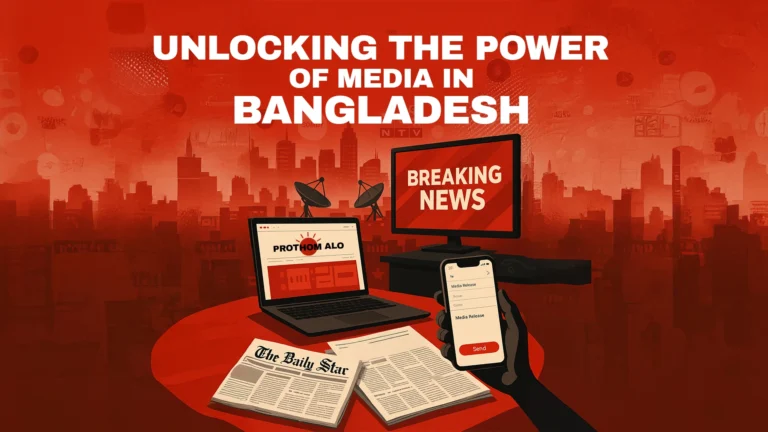 UNLOCKING THE POWER
OF MEDIA IN
BANGLADESH
NTV
BREAKING
NEWS
PROTHOM ALO
Media Release
Media Release
Send
The Daily Star